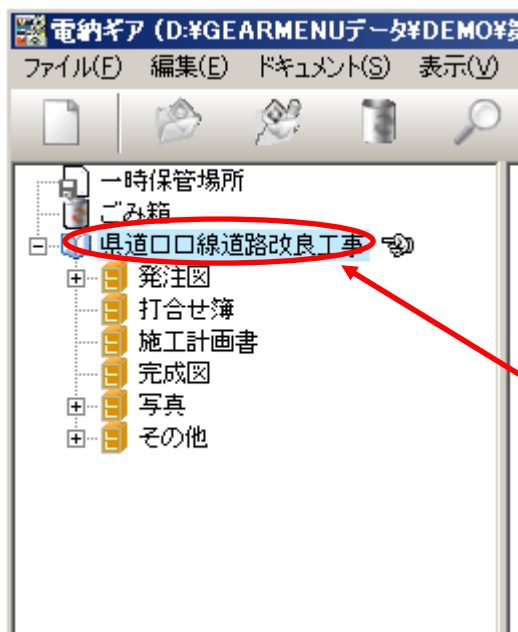 電納ギア (D:¥GEARMENUデータ¥DEMO¥
ファイル(F) 編集(E) ドキュメント(S) 表示(V)
一時保管場所
ごみ箱
県道口口線道路改良工事
発注図
打合せ簿
施工計画書
完成図
写真
その他